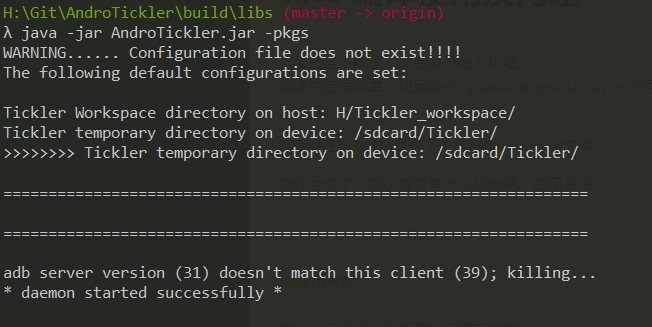 H:\Git\AndroTickler\build\libs (master -> origin)
λ java -jar AndroTickler.jar -pkgs
WARNING...... Configuration file does not exist!!!!
The following default configurations are set:
Tickler Workspace directory on host: H/Tickler_workspace/
Tickler temporary directory on device: /sdcard/Tickler/
>>>>>>>> Tickler temporary directory on device: /sdcard/Tickler/
=================================================================
=================================================================
adb server version (31) doesn't match this client (39); killing...
* daemon started successfully *